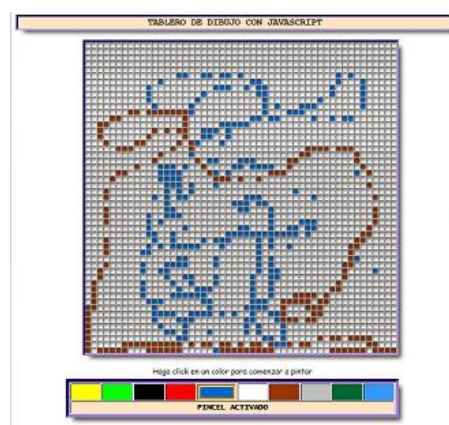 TABLERO DE DIBUJO CON JAVASCRIPT
Haga click en un color para comenzar a pintar
PINCEL ACTIVADO